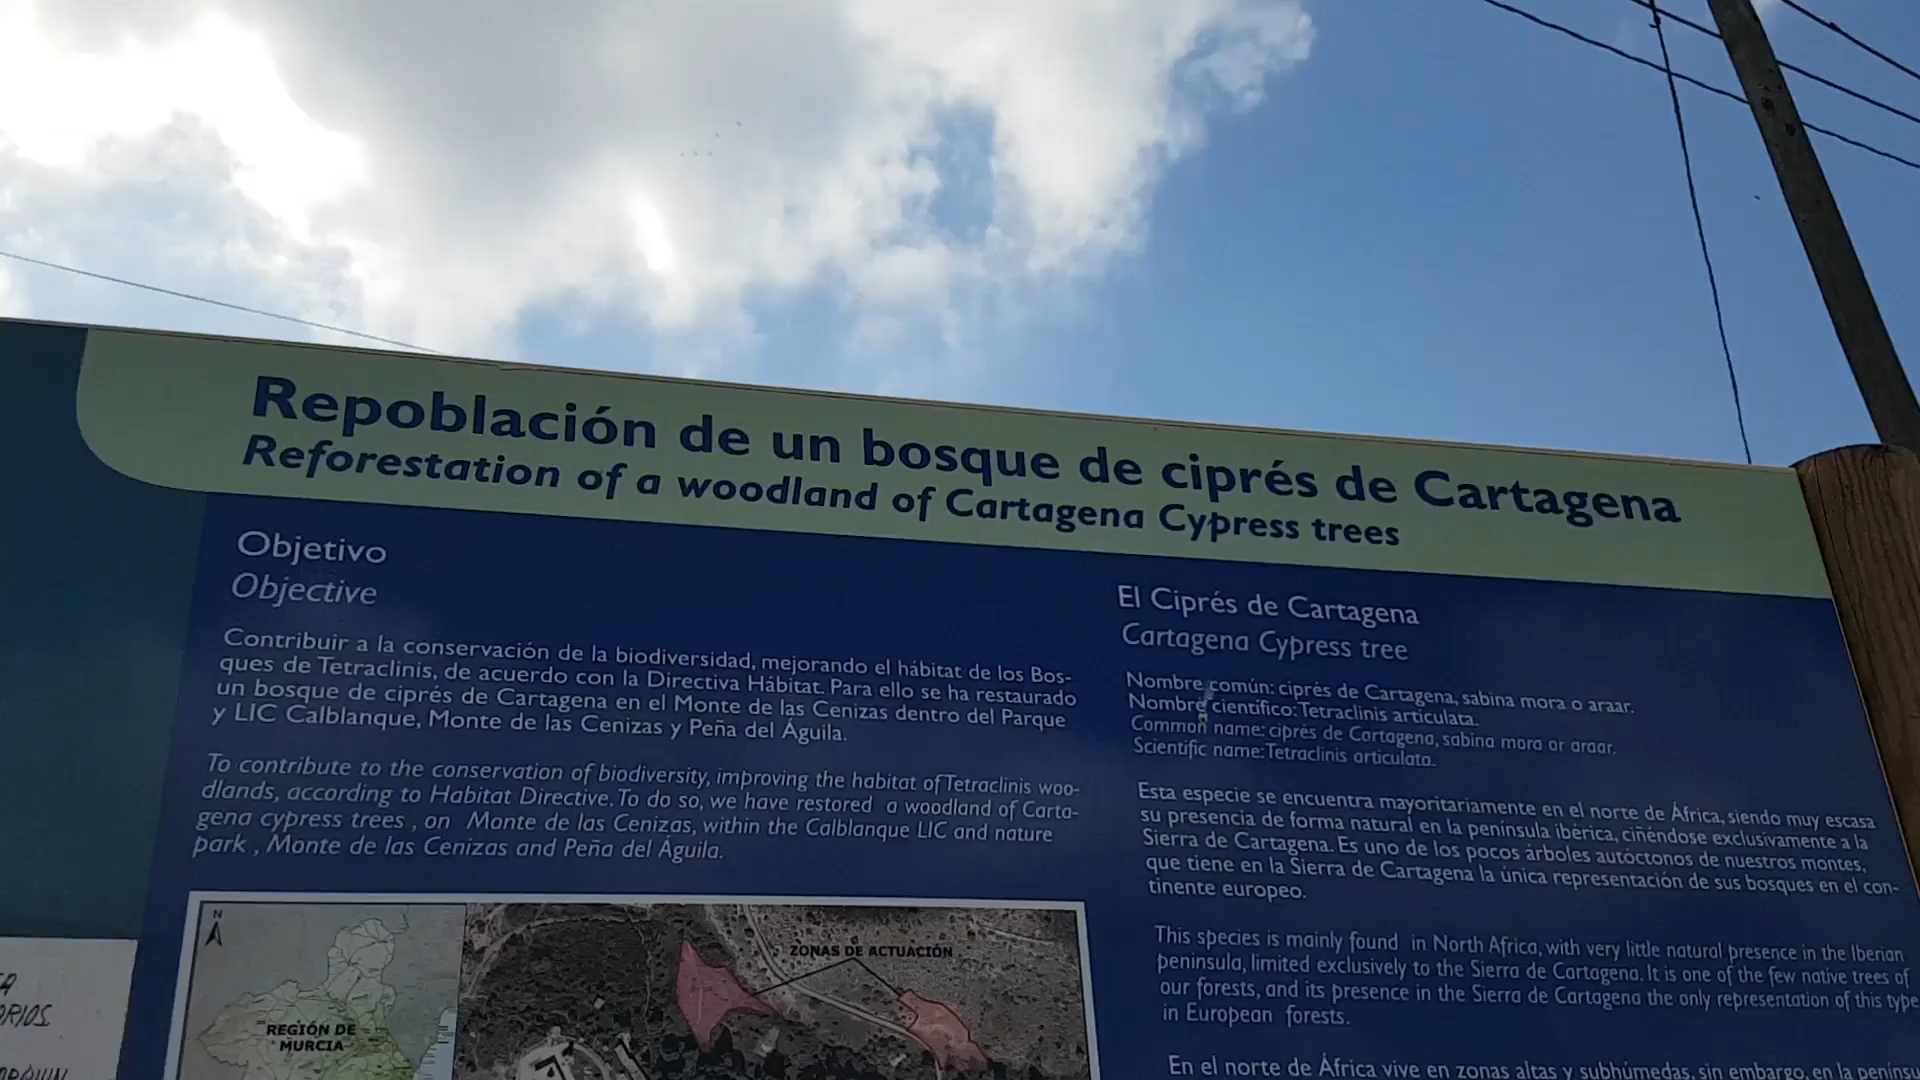 Repoblación de un bosque de ciprés de Cartagena
Reforestation of a woodland of Cartagena Cypress trees
Objetivo
Objective
Contribuir a la conservación de la biodiversidad, mejorando el hábitat de los Bos-
ques de Tetraclinis, de acuerdo con la Directiva Hábitat. Para ello se ha restaurado
un bosque de ciprés de Cartagena en el Monte de las Cenizas dentro del Parque
y LIC Calblanque, Monte de las Cenizas y Peña del Águila.
To contribute to the conservation of biodiversity, improving the habitat of Tetraclinis woo-
dlands, according to Habitat Directive. To do so, we have restored a woodland of Carta-
gena cypress trees , on Monte de las Cenizas, within the Calblanque LIC and nature
park , Monte de las Cenizas and Peña del Águila.
N
REGIÓN DE
MURCIA
ZONAS DE ACTUACIÓN
El Ciprés de Cartagena
Cartagena Cypress tree
Nombre común: ciprés de Cartagena, sabina mora o araar.
Nombre científico: Tetraclinis articulata.
Common name: ciprés de Cartagena, sabina mora or araar.
Scientific name: Tetraclinis articulata.
Esta especie se encuentra mayoritariamente en el norte de África, siendo muy escasa
su presencia de forma natural en la península ibérica, ciñéndose exclusivamente a la
Sierra de Cartagena. Es uno de los pocos árboles autóctonos de nuestros montes,
que tiene en la Sierra de Cartagena la única representación de sus bosques en el con-
tinente europeo.
This species is mainly found in North Africa, with very little natural presence in the Iberian
peninsula, limited exclusively to the Sierra de Cartagena. It is one of the few native trees of
our forests, and its presence in the Sierra de Cartagena the only representation of this type
in European forests.
En el norte de África vive en zonas altas y subhúmedas, sin embargo, en la